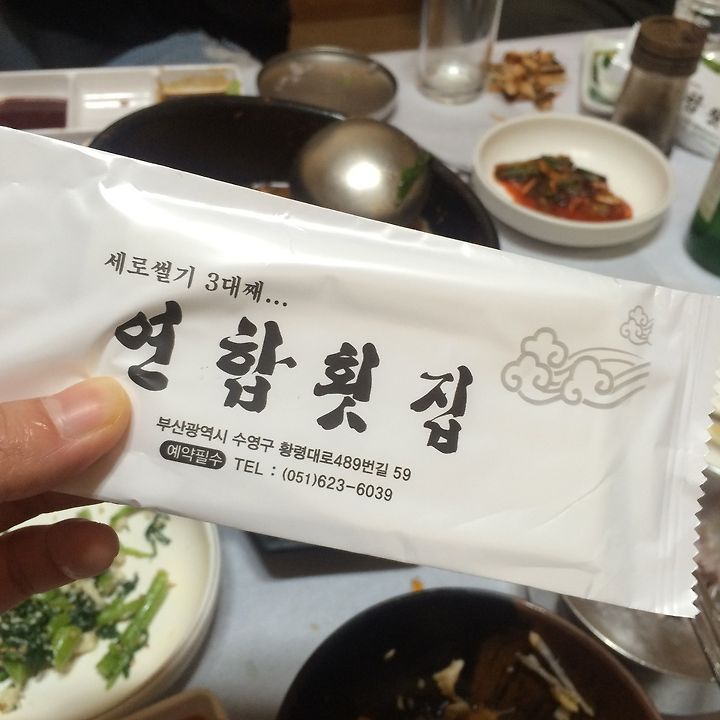 세로썰기 3대째...
연합횟집
부산광역시 수영구 황령대로489번길 59
예약필수 TEL : (051)623-6039